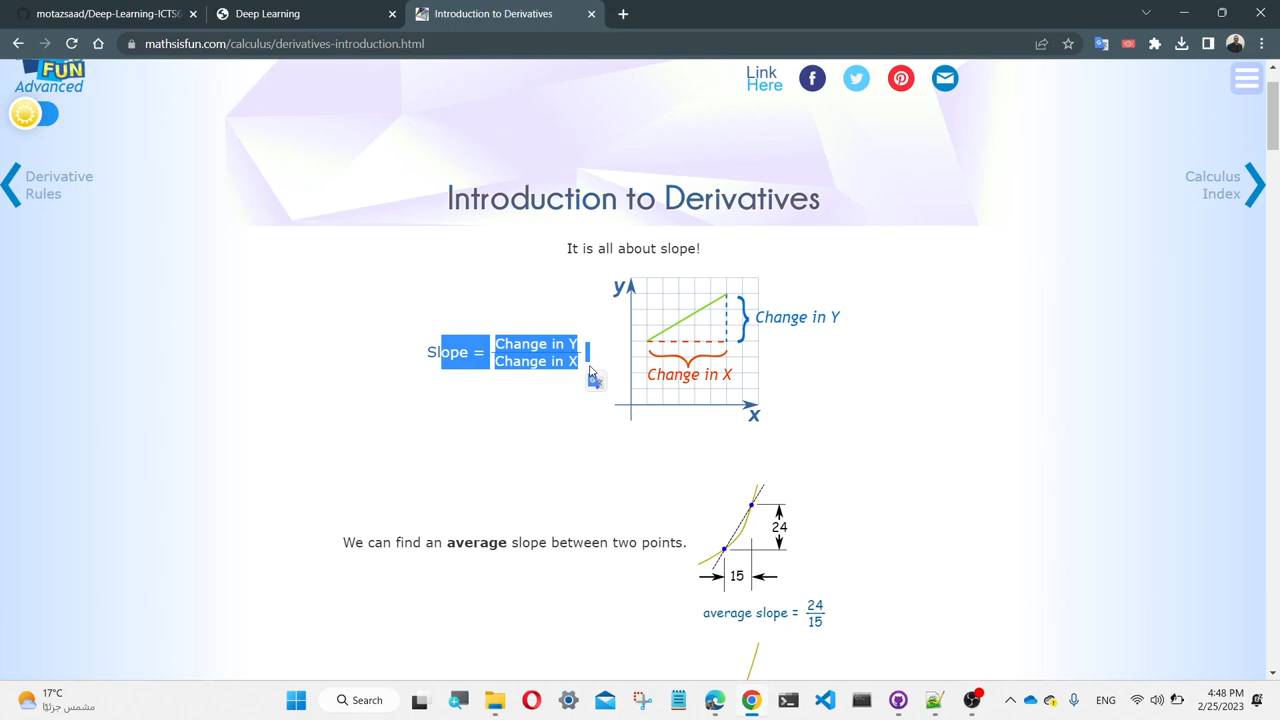 motazsaad/Deep-Learning-ICTS6
Deep Learning
Introduction to Derivatives
mathsisfun.com/calculus/derivatives-introduction.html
FUN
Advanced
Link
Here
Derivative
Rules
Calculus
Index
Introduction to Derivatives
It is all about slope!
y
Change in Y
Slope = Change in Y
Change in X
Change in X
x
24
We can find an average slope between two points.
15
average slope = 24
15
17°C
مشمس جزئيًا
Search
ENG
4:48 PM
2/25/2023